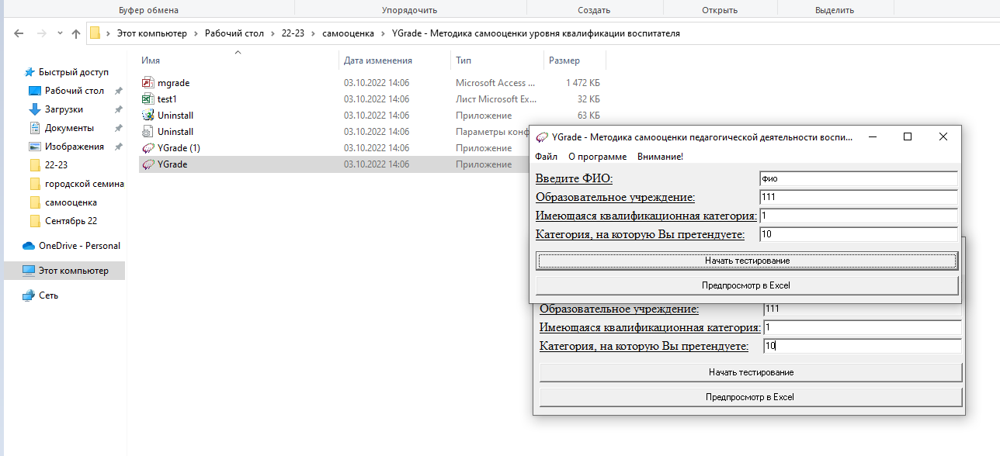 Буфер обмена Упорядочить Создать Открыть Выделить
Этот компьютер Рабочий стол 22-23 самооценка YGrade - Методика самооценки уровня квалификации воспитателя
Быстрый доступ
Рабочий стол
Загрузки
Документы
Изображения
22-23
городской семина
самооценка
Сентябрь 22
OneDrive - Personal
Этот компьютер
Сеть
Имя Дата изменения Тип Размер
mgrade 03.10.2022 14:06 Microsoft Access ... 1 472 КБ
test1 03.10.2022 14:06 Лист Microsoft Ex... 32 КБ
Uninstall 03.10.2022 14:06 Приложение 63 КБ
Uninstall 03.10.2022 14:06 Параметры конф
YGrade (1) 03.10.2022 14:06 Приложение
YGrade 03.10.2022 14:06 Приложение
YGrade - Методика самооценки педагогической деятельности воспи...
Файл О программе Внимание!
Введите ФИО: фио
Образовательное учреждение: 111
Имеющаяся квалификационная категория: 1
Категория, на которую Вы претендуете: 10
Начать тестирование
Предпросмотр в Excel
Образовательное учреждение: 111
Имеющаяся квалификационная категория: 1
Категория, на которую Вы претендуете: 10
Начать тестирование
Предпросмотр в Excel